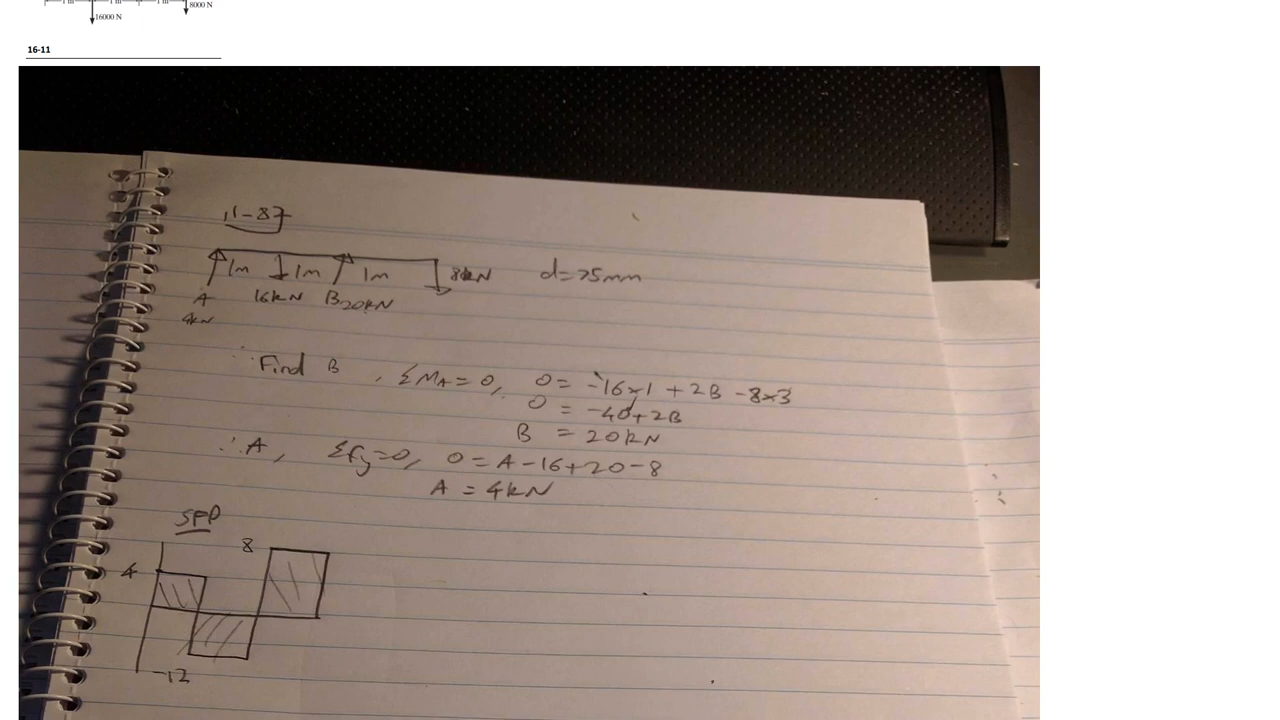 1 m 1 m 1 m
16000 N 8000 N
16-11
11-87
1m 1m 1m 8kN d=75mm
A 16kN B 20kN
4kN
∴ Find B , ΣMA = 0, 0 = -16×1 + 2B - 8×3
0 = -40+2B
B = 20kN
∴ A, ΣFy=0, 0 = A-16+20-8
A = 4kN
SFD
8
4
-12